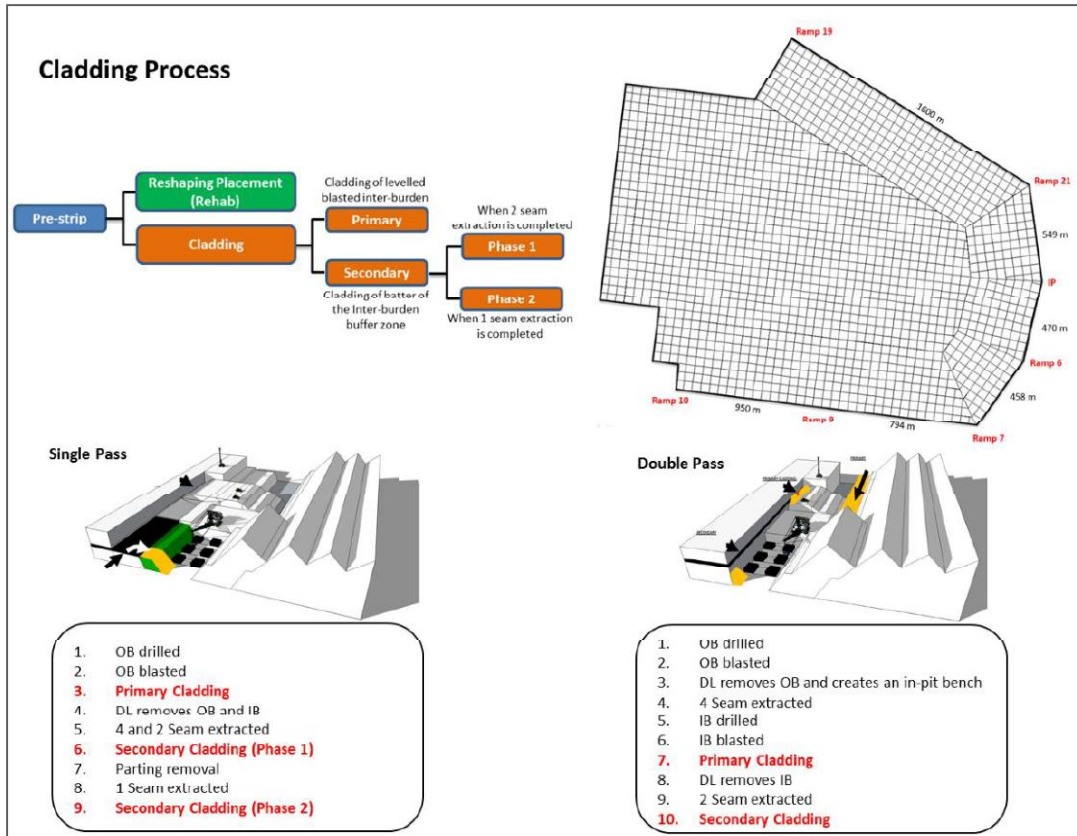 Cladding Process
Pre-strip
Reshaping Placement
(Rehab)
Cladding
Cladding of levelled
blasted inter-burden
Primary
Secondary
Cladding of batter of
the Inter-burden
buffer zone
When 2 seam
extraction is completed
Phase 1
Phase 2
When 1 seam extraction
is completed
Ramp 19
1600 m
Ramp 21
549 m
IP
470 m
Ramp 6
458 m
Ramp 7
794 m
Ramp 9
950 m
Ramp 10
Single Pass
1. OB drilled
2. OB blasted
3. Primary Cladding
4. DL removes OB and IB
5. 4 and 2 Seam extracted
6. Secondary Cladding (Phase 1)
7. Parting removal
8. 1 Seam extracted
9. Secondary Cladding (Phase 2)
Double Pass
PRIMARY
PRIMARY CLADDING
SECONDARY
1. OB drilled
2. OB blasted
3. DL removes OB and creates an in-pit bench
4. 4 Seam extracted
5. IB drilled
6. IB blasted
7. Primary Cladding
8. DL removes IB
9. 2 Seam extracted
10. Secondary Cladding